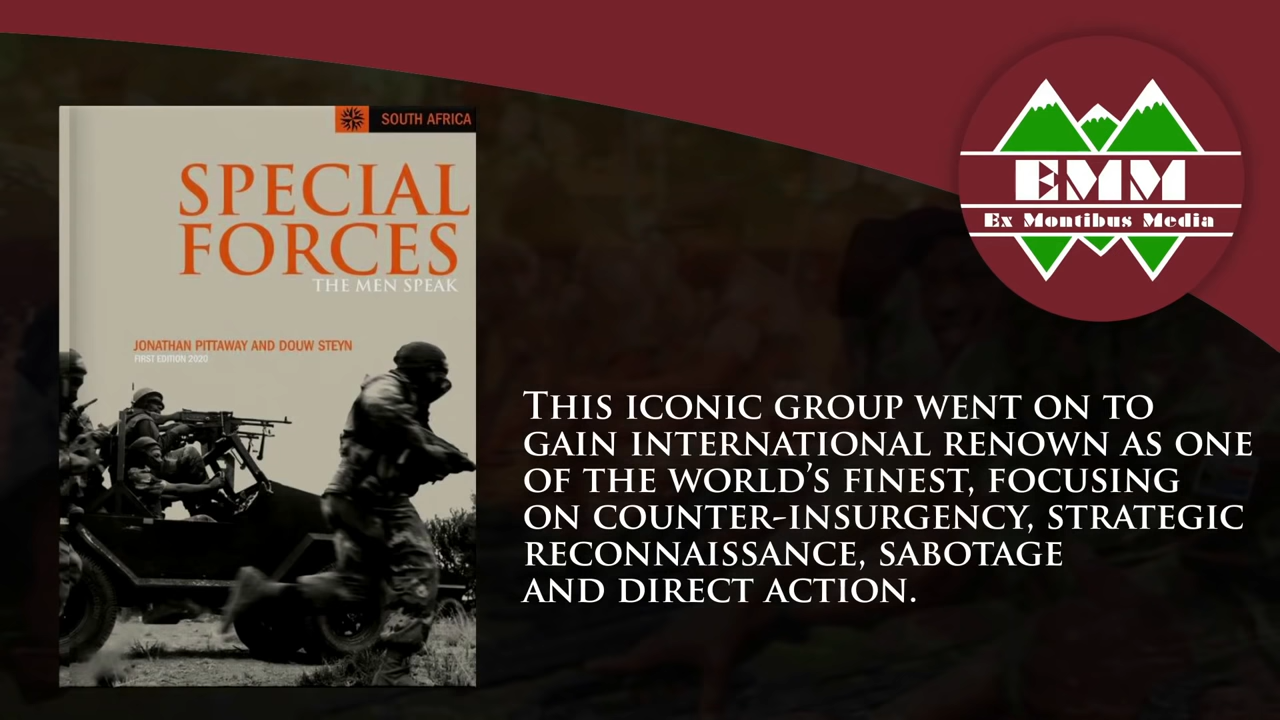 SOUTH AFRICA
SPECIAL
FORCES
THE MEN SPEAK
JONATHAN PITTAWAY AND DOUW STEYN
FIRST EDITION 2020
EMM
Ex Montibus Media
THIS ICONIC GROUP WENT ON TO
GAIN INTERNATIONAL RENOWN AS ONE
OF THE WORLD'S FINEST, FOCUSING
ON COUNTER-INSURGENCY, STRATEGIC
RECONNAISSANCE, SABOTAGE
AND DIRECT ACTION.